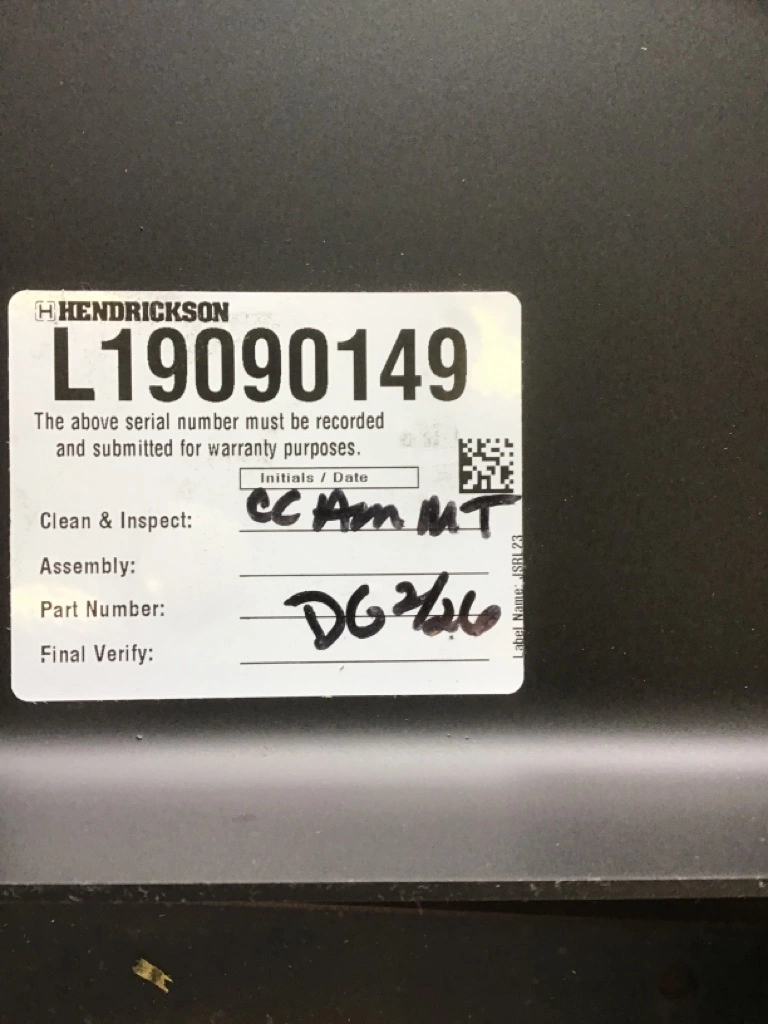 HENDRICKSON
L19090149
The above serial number must be recorded
and submitted for warranty purposes.
Initials / Date
Clean & Inspect: CC Am MT
Assembly:
Part Number: DG 2/26
Final Verify:
Label Name: JSRL23